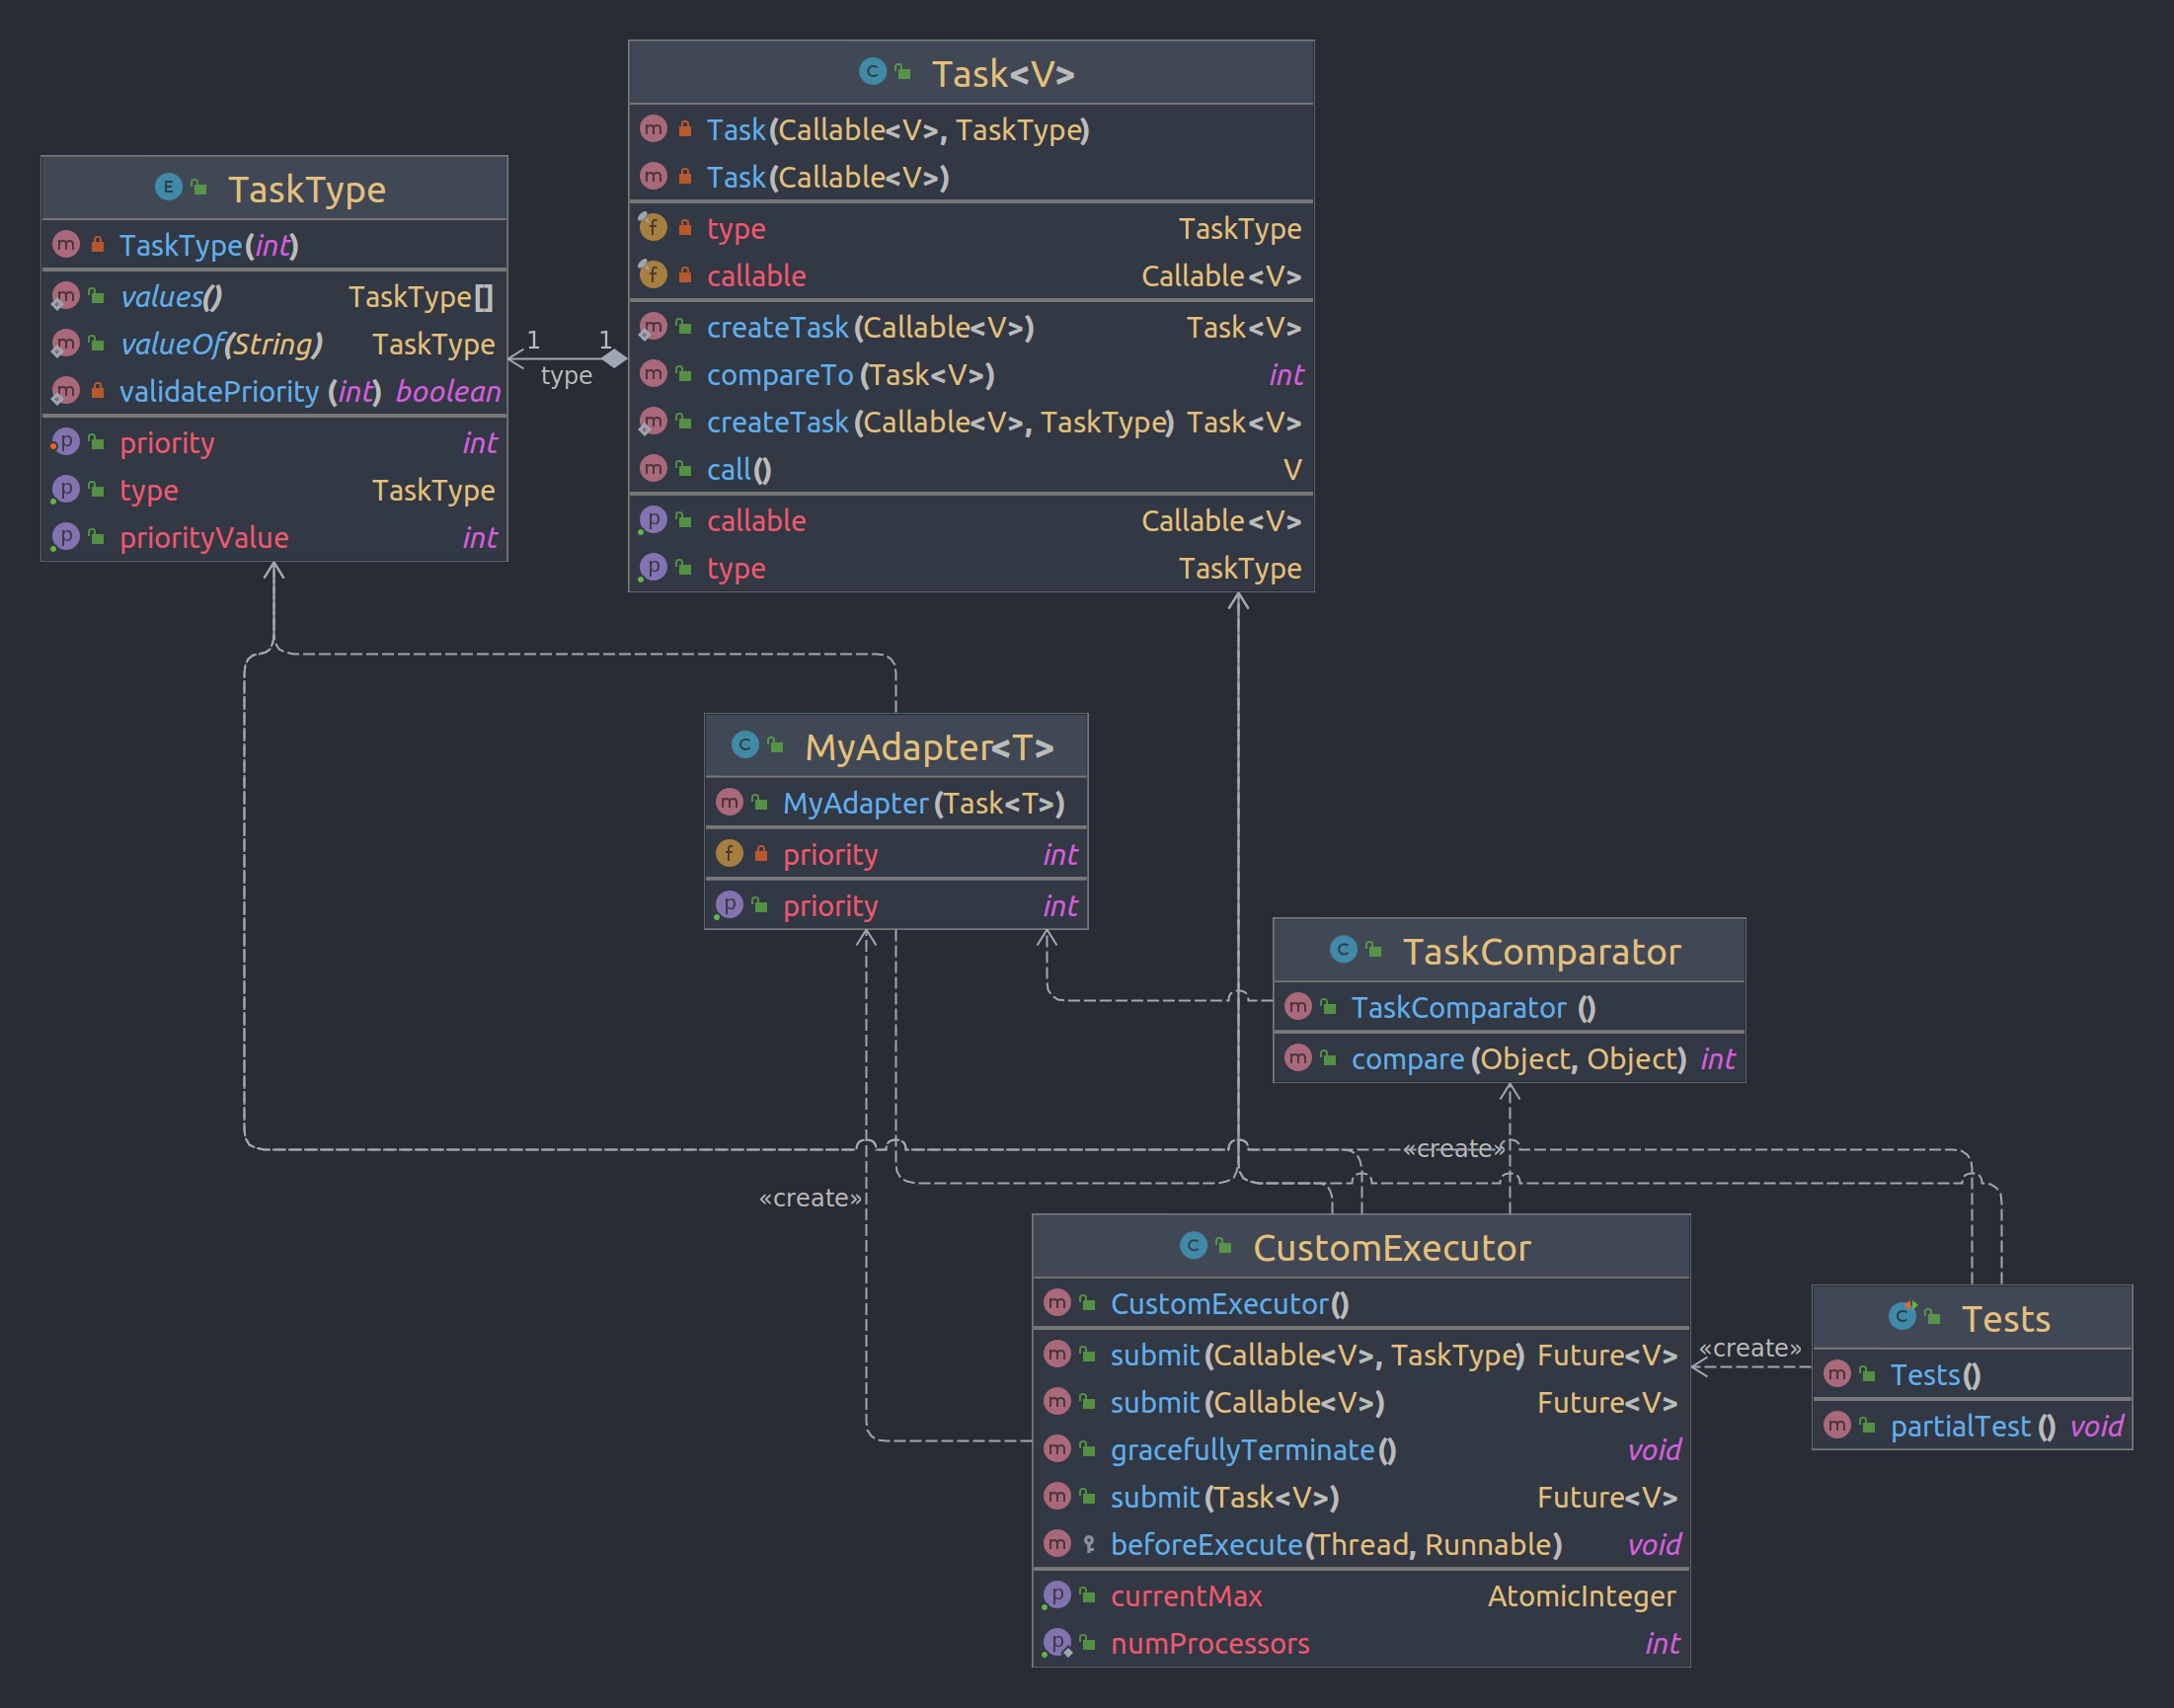 Task<V>
Task(Callable<V>, TaskType)
Task(Callable<V>)
type TaskType
callable Callable<V>
createTask(Callable<V>) Task<V>
compareTo(Task<V>) int
createTask(Callable<V>, TaskType) Task<V>
call() V
callable Callable<V>
type TaskType
TaskType
TaskType(int)
values() TaskType[]
valueOf(String) TaskType
validatePriority(int) boolean
priority int
type TaskType
priorityValue int
1 1
type
MyAdapter<T>
MyAdapter(Task<T>)
priority int
priority int
TaskComparator
TaskComparator()
compare(Object, Object) int
«create»
«create»
CustomExecutor
CustomExecutor()
submit(Callable<V>, TaskType) Future<V>
submit(Callable<V>) Future<V>
gracefullyTerminate() void
submit(Task<V>) Future<V>
beforeExecute(Thread, Runnable) void
currentMax AtomicInteger
numProcessors int
«create»
Tests
Tests()
partialTest() void
C
C
C
C
C
E
m
m
f
f
m
m
m
m
p
p
m
m
m
m
p
p
p
m
f
p
m
m
m
m
m
m
m
m
p
p
m
m